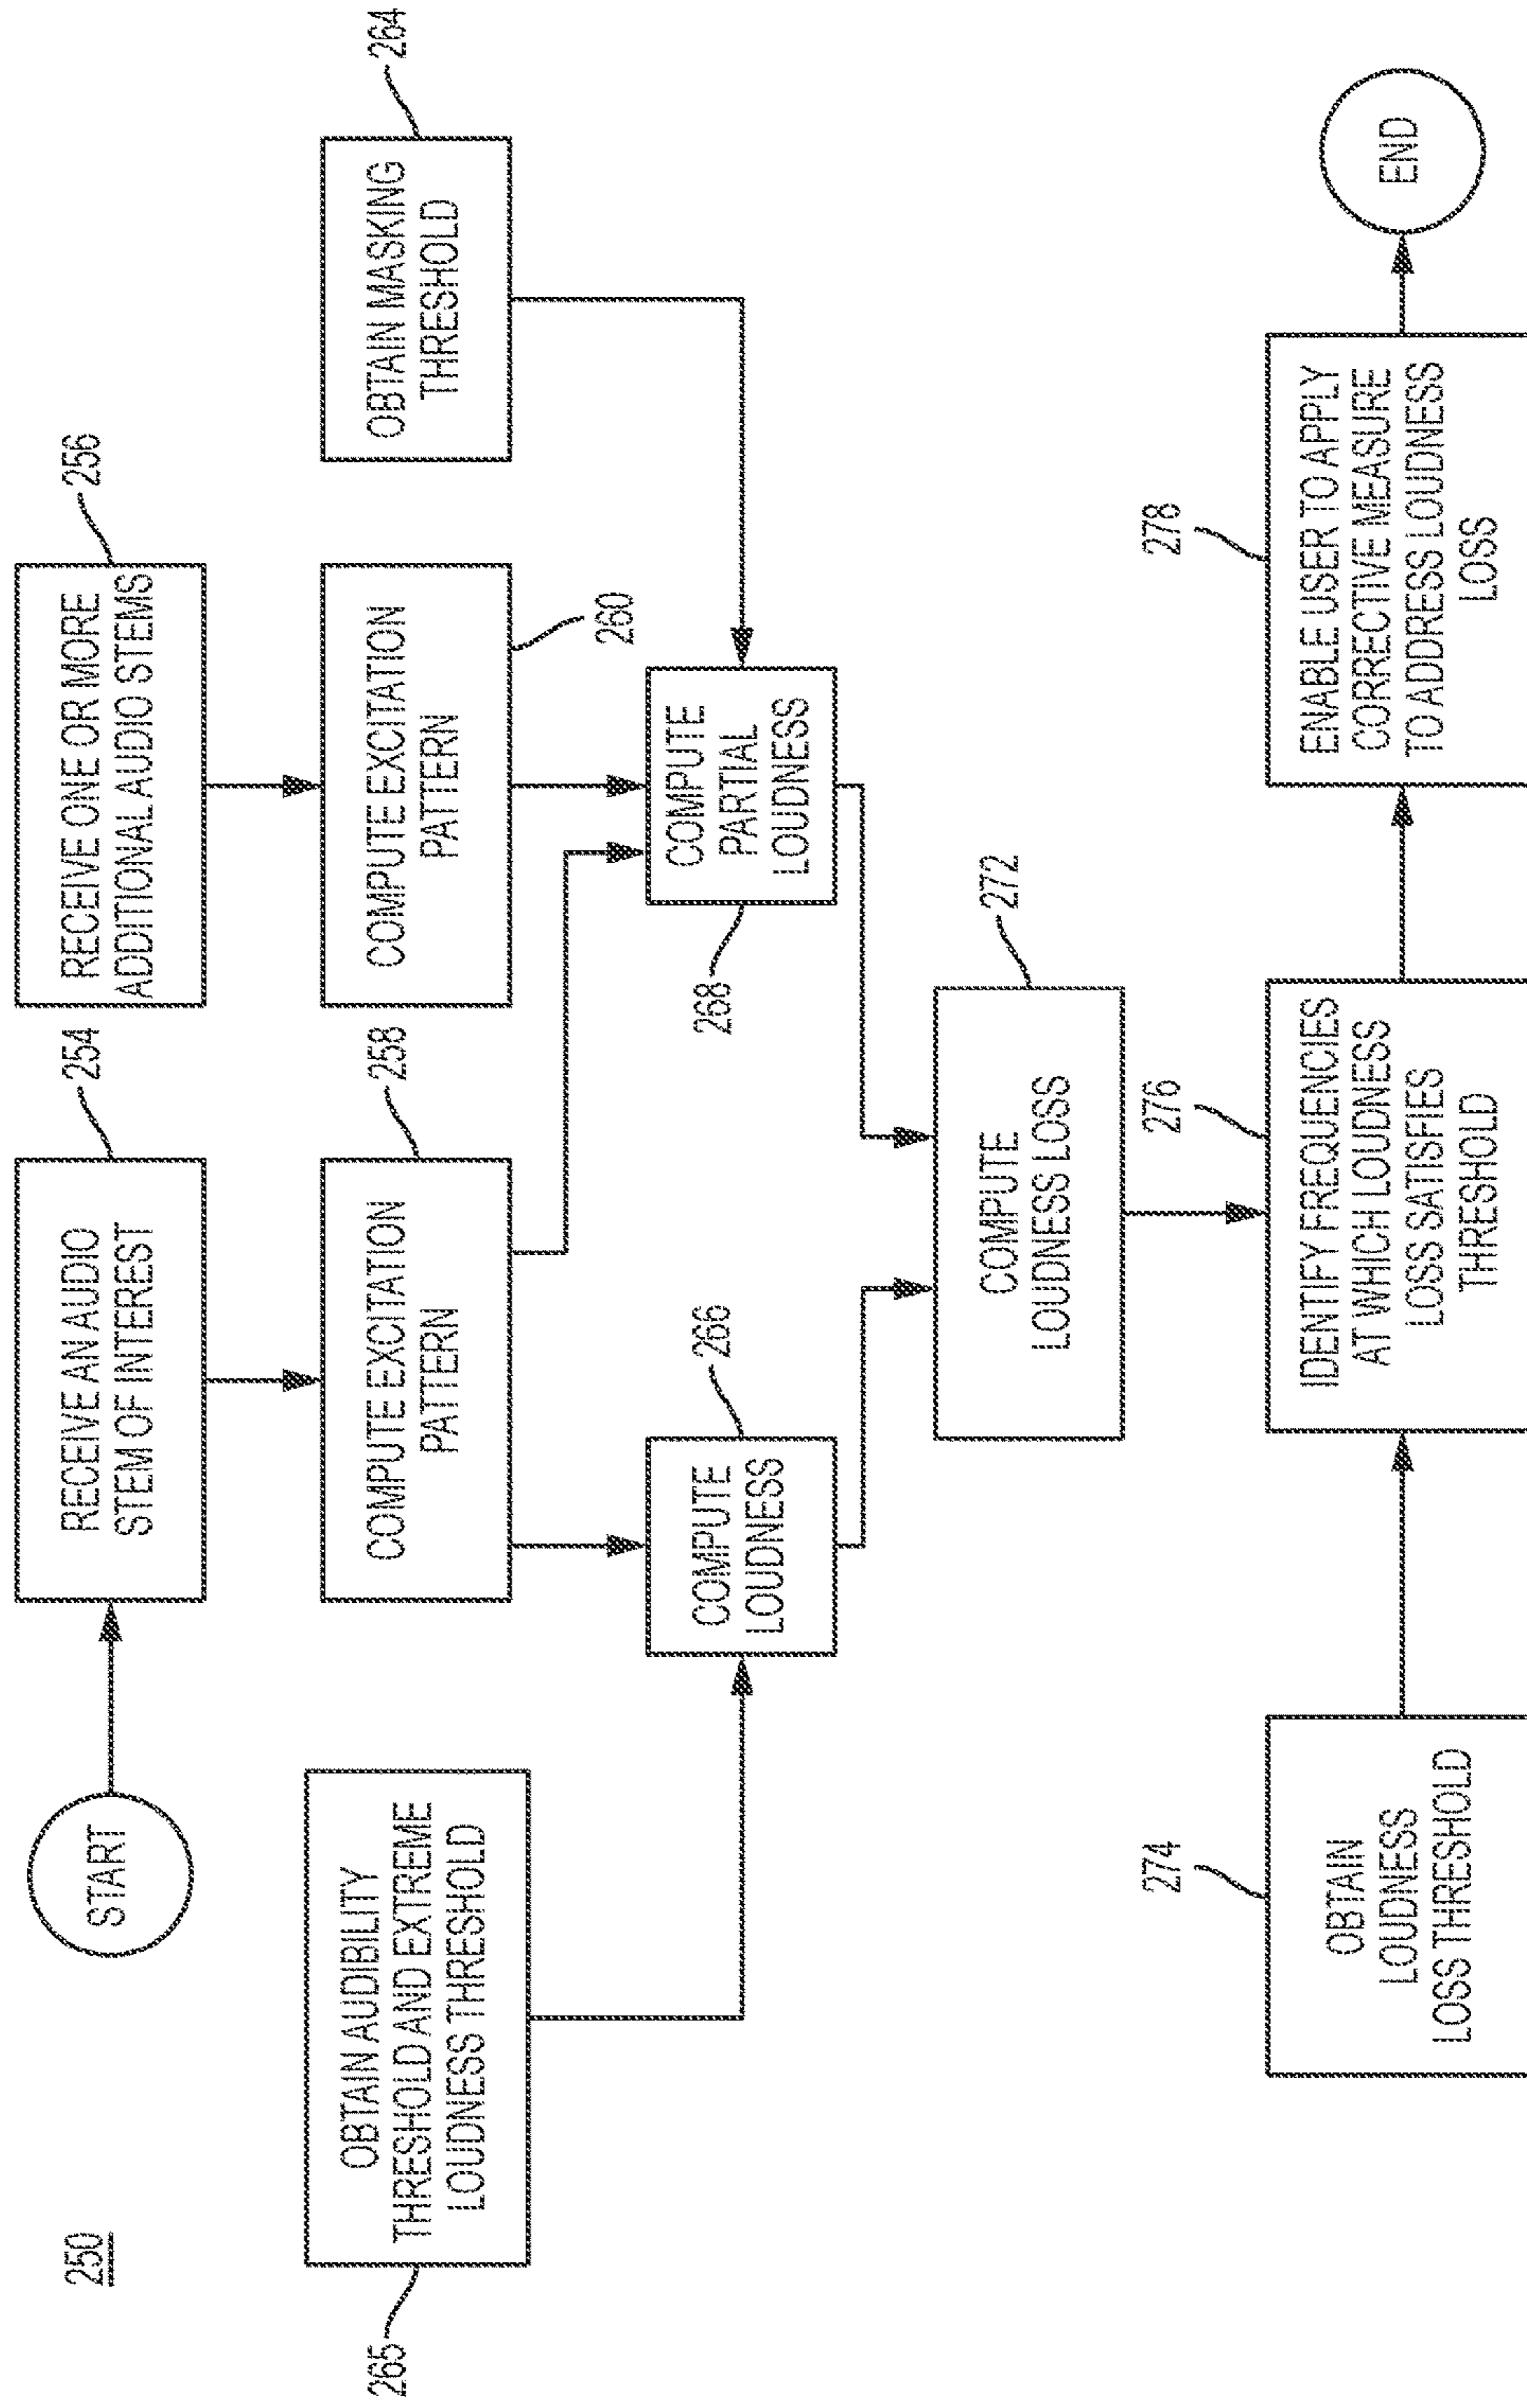 250
START
RECEIVE AN AUDIO
STEM OF INTEREST
254
RECEIVE ONE OR MORE
ADDITIONAL AUDIO STEMS
256
265
OBTAIN AUDIBILITY
THRESHOLD AND EXTREME
LOUDNESS THRESHOLD
COMPUTE EXCITATION
PATTERN
258
COMPUTE EXCITATION
PATTERN
260
OBTAIN MASKING
THRESHOLD
264
COMPUTE
LOUDNESS
266
268
COMPUTE
PARTIAL
LOUDNESS
COMPUTE
LOUDNESS LOSS
272
274
OBTAIN
LOUDNESS
LOSS THRESHOLD
276
IDENTIFY FREQUENCIES
AT WHICH LOUDNESS
LOSS SATISFIES
THRESHOLD
278
ENABLE USER TO APPLY
CORRECTIVE MEASURE
TO ADDRESS LOUDNESS
LOSS
END